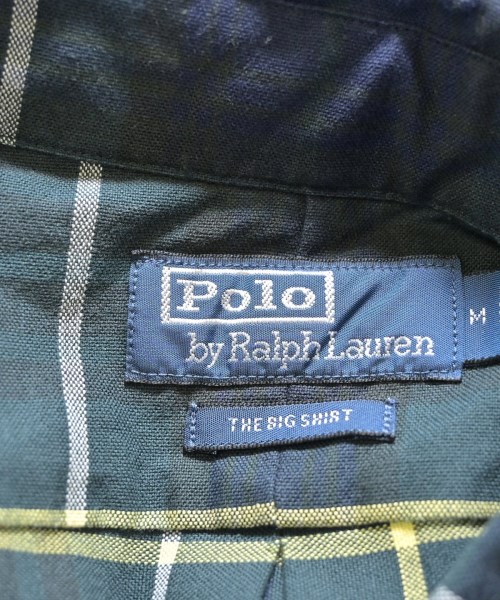 Polo
by Ralph Lauren
M
THE BIG SHIRT